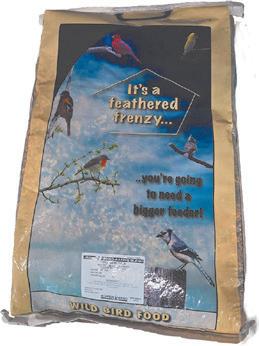 It's a
feathered
frenzy...
..you're going
to need a
bigger feeder!
WILD BIRD FOOD